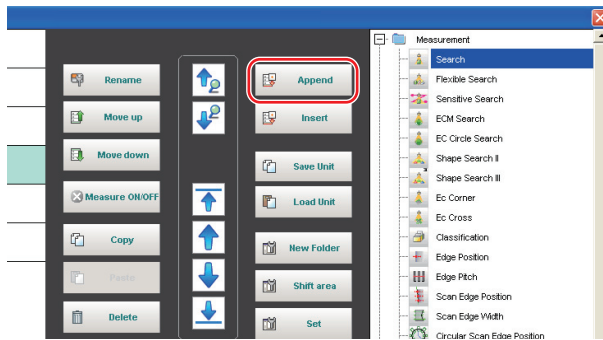 Rename
Move up
Move down
Measure ON/OFF
Copy
Paste
Delete
Append
Insert
Save Unit
Load Unit
New Folder
Shift area
Set
Measurement
Search
Flexible Search
Sensitive Search
ECM Search
EC Circle Search
Shape Search II
Shape Search III
Ec Corner
Ec Cross
Classification
Edge Position
Edge Pitch
Scan Edge Position
Scan Edge Width
Circular Scan Edge Position